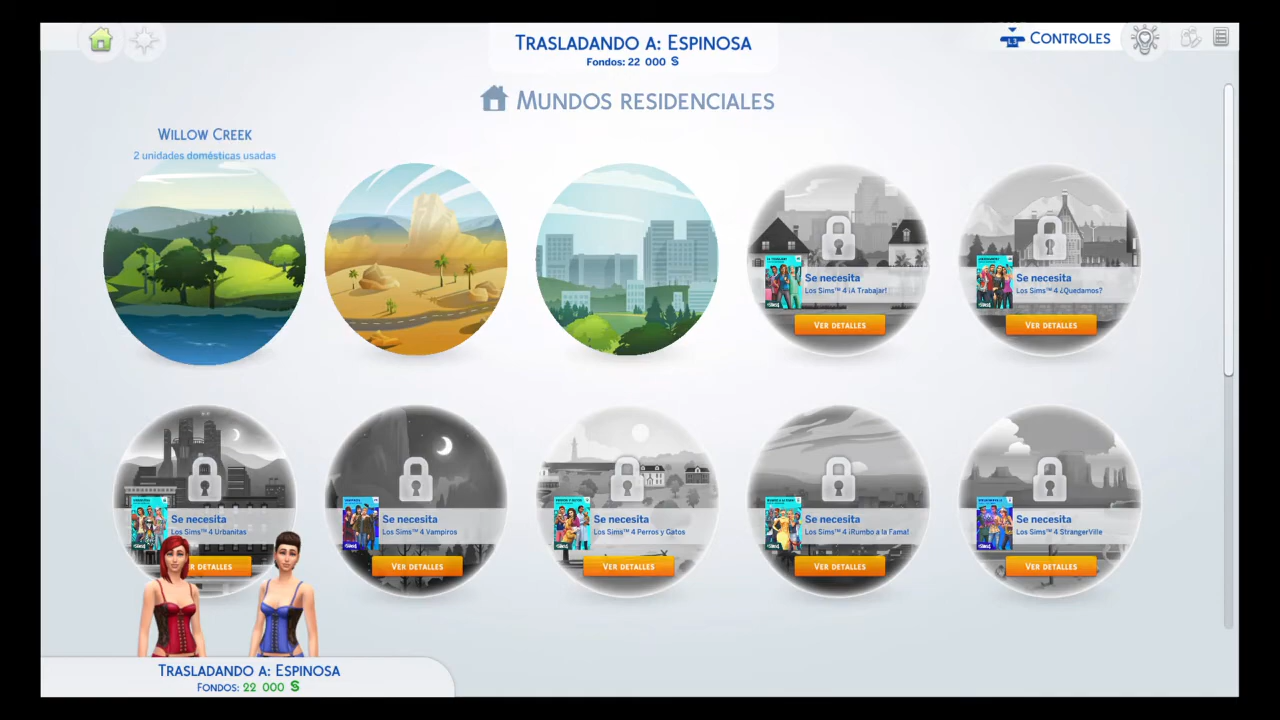 TRASLADANDO A: ESPINOSA
Fondos: 22 000 $
L3 CONTROLES
MUNDOS RESIDENCIALES
WILLOW CREEK
2 unidades domésticas usadas
Se necesita
Los Sims™ 4 ¡A Trabajar!
VER DETALLES
Se necesita
Los Sims™ 4 ¿Quedamos?
VER DETALLES
Se necesita
Los Sims™ 4 Urbanitas
R DETALLES
Se necesita
Los Sims™ 4 Vampiros
VER DETALLES
Se necesita
Los Sims™ 4 Perros y Gatos
VER DETALLES
Se necesita
Los Sims™ 4 ¡Rumbo a la Fama!
VER DETALLES
Se necesita
Los Sims™ 4 StrangerVille
VER DETALLES
TRASLADANDO A: ESPINOSA
FONDOS: 22 000 $